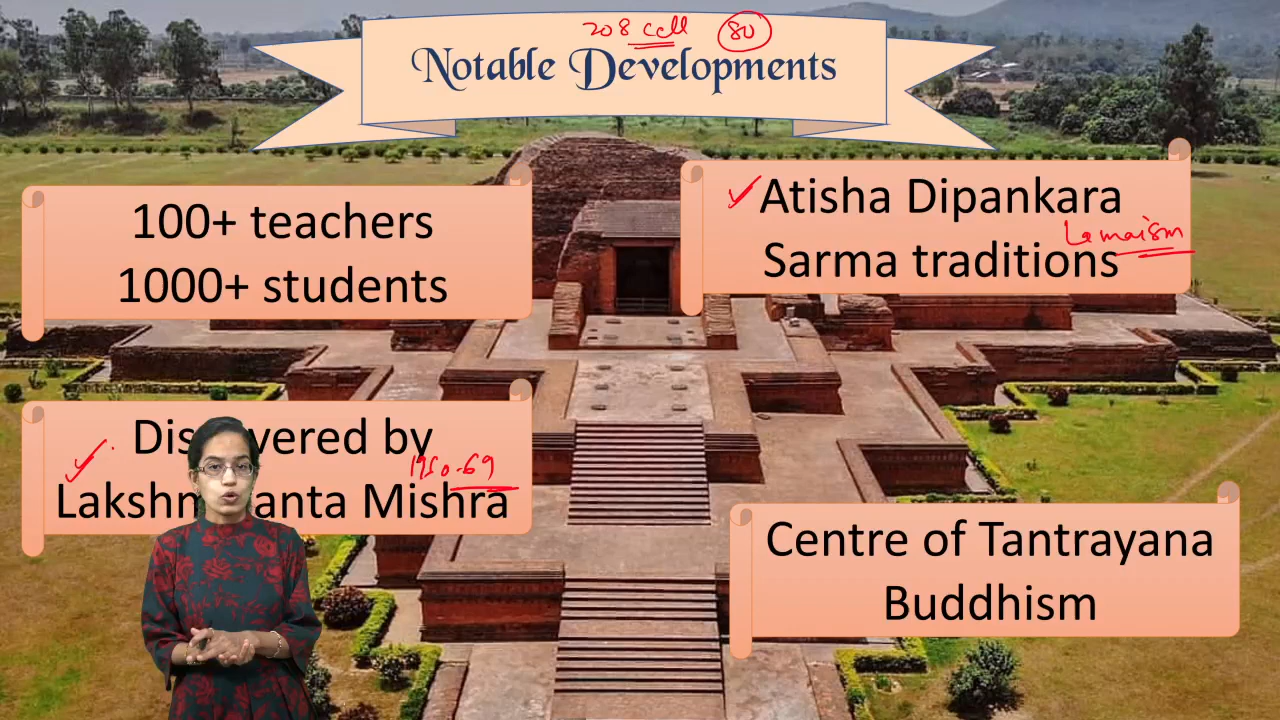 208 cell 80
Notable Developments
100+ teachers
1000+ students
Atisha Dipankara
Lamaism
Sarma traditions
Discovered by
1960-69
Mishra
Centre of Tantrayana
Buddhism